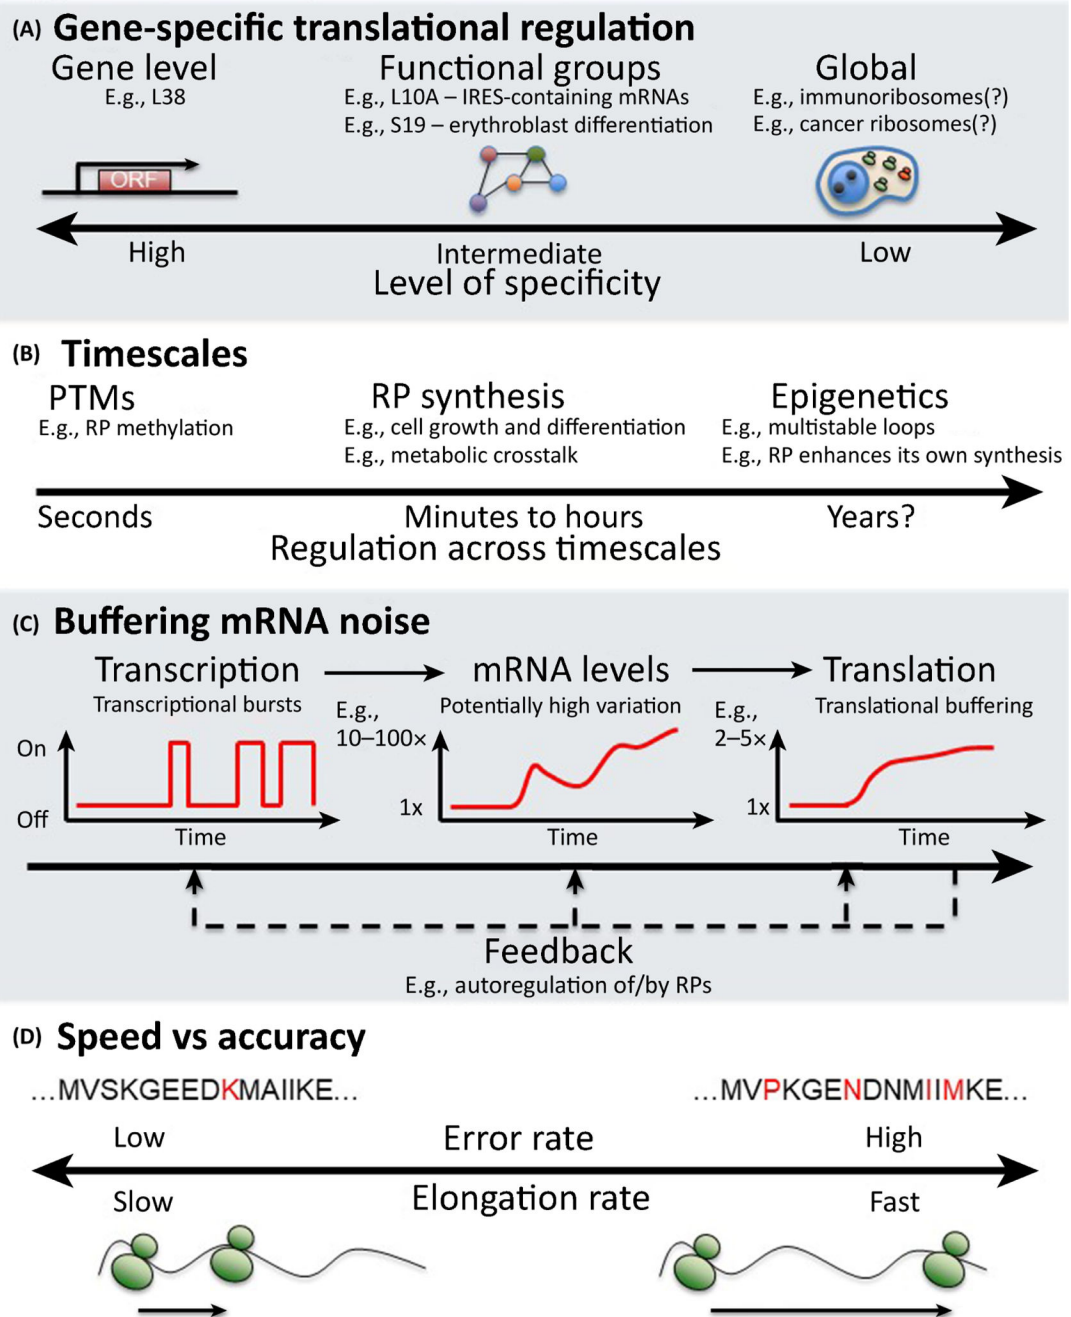 (A) Gene-specific translational regulation
Gene level
E.g., L38
Functional groups
E.g., L10A – IRES-containing mRNAs
E.g., S19 – erythroblast differentiation
Global
E.g., immunoribosomes(?)
E.g., cancer ribosomes(?)
ORF
High
Intermediate
Low
Level of specificity
(B) Timescales
PTMs
E.g., RP methylation
RP synthesis
E.g., cell growth and differentiation
E.g., metabolic crosstalk
Epigenetics
E.g., multistable loops
E.g., RP enhances its own synthesis
Seconds
Minutes to hours
Years?
Regulation across timescales
(C) Buffering mRNA noise
Transcription
Transcriptional bursts
On
Off
Time
mRNA levels
Potentially high variation
E.g.,
10–100×
1x
Time
Translation
Translational buffering
E.g.,
2–5×
1x
Time
Feedback
E.g., autoregulation of/by RPs
(D) Speed vs accuracy
...MVSKGEEDKMAIIKE...
...MVPKGENDNMIIMKE...
Low
Error rate
High
Slow
Elongation rate
Fast